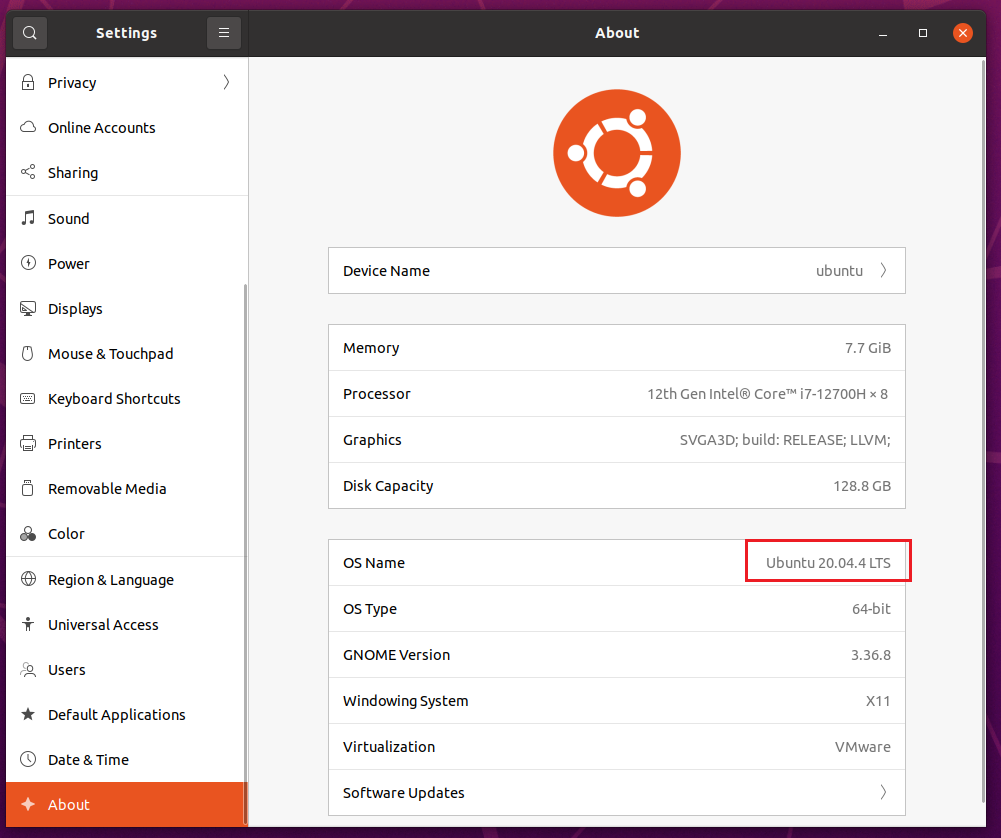 Settings
About
Privacy
Online Accounts
Sharing
Sound
Power
Displays
Mouse & Touchpad
Keyboard Shortcuts
Printers
Removable Media
Color
Region & Language
Universal Access
Users
Default Applications
Date & Time
About
Device Name ubuntu
Memory 7.7 GiB
Processor 12th Gen Intel® Core™ i7-12700H × 8
Graphics SVGA3D; build: RELEASE; LLVM;
Disk Capacity 128.8 GB
OS Name Ubuntu 20.04.4 LTS
OS Type 64-bit
GNOME Version 3.36.8
Windowing System X11
Virtualization VMware
Software Updates